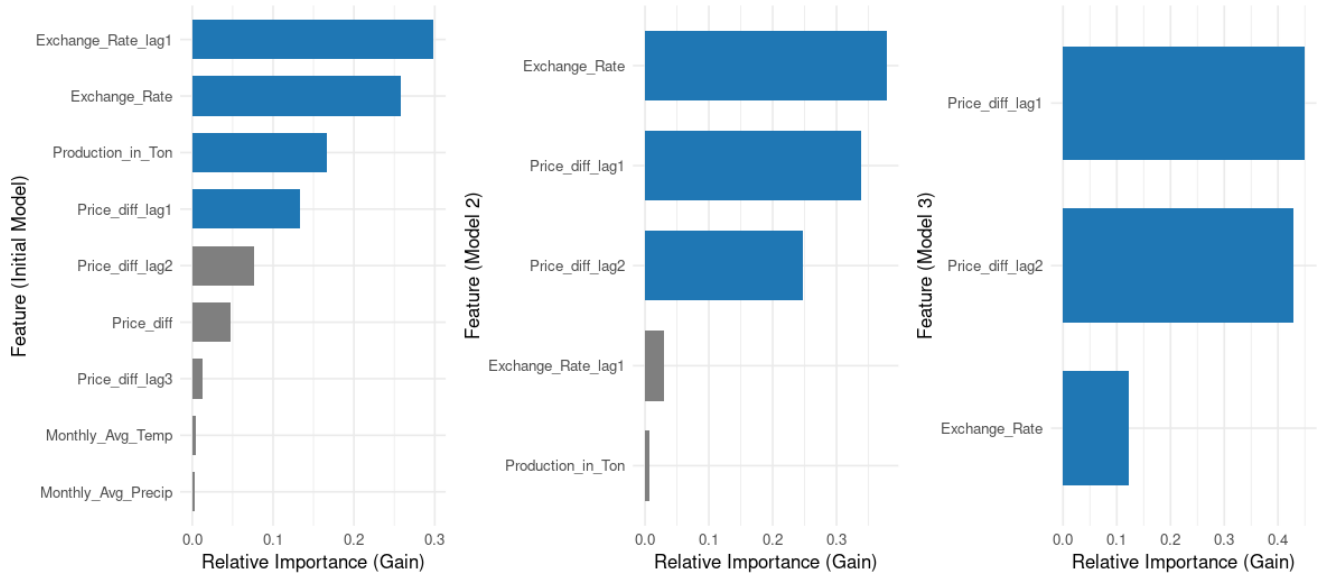 Feature (Initial Model)
Exchange_Rate_lag1
Exchange_Rate
Production_in_Ton
Price_diff_lag1
Price_diff_lag2
Price_diff
Price_diff_lag3
Monthly_Avg_Temp
Monthly_Avg_Precip
0.0 0.1 0.2 0.3
Relative Importance (Gain)
Feature (Model 2)
Exchange_Rate
Price_diff_lag1
Price_diff_lag2
Exchange_Rate_lag1
Production_in_Ton
0.0 0.1 0.2 0.3
Relative Importance (Gain)
Feature (Model 3)
Price_diff_lag1
Price_diff_lag2
Exchange_Rate
0.0 0.1 0.2 0.3 0.4
Relative Importance (Gain)